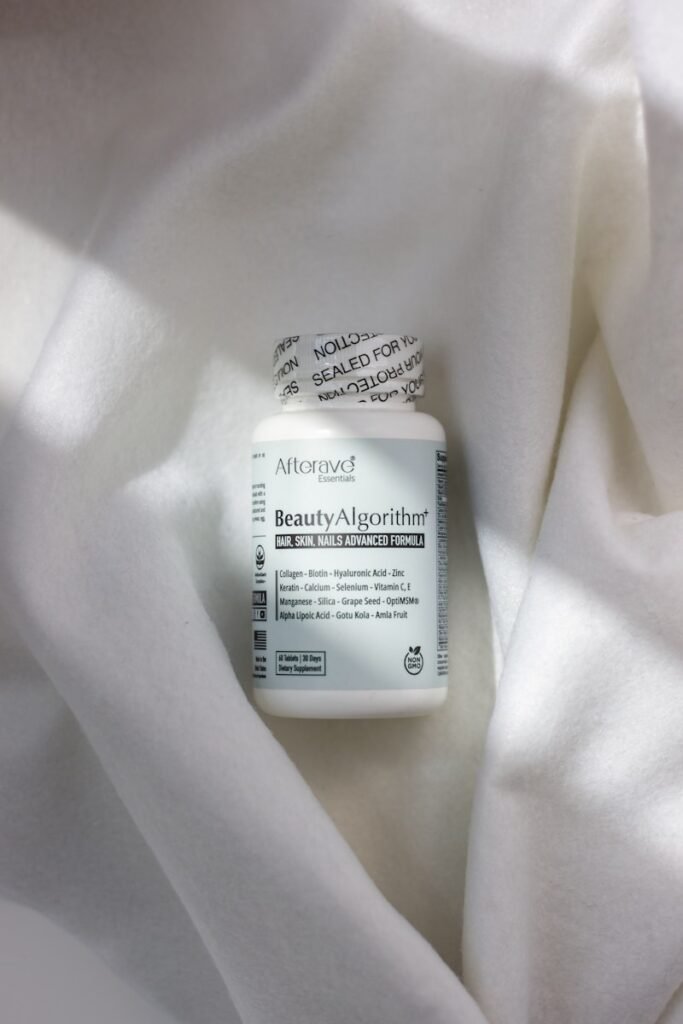 SEALED FOR YOUR
PROTECTION
Afterave®
Essentials
BeautyAlgorithm+
HAIR, SKIN, NAILS ADVANCED FORMULA
Collagen - Biotin - Hyaluronic Acid - Zinc
Keratin - Calcium - Selenium - Vitamin C, E
Manganese - Silica - Grape Seed - OptiMSM®
Alpha Lipoic Acid - Gotu Kola - Amla Fruit
60 Tablets | 30 Days
Dietary Supplement
NON
GMO